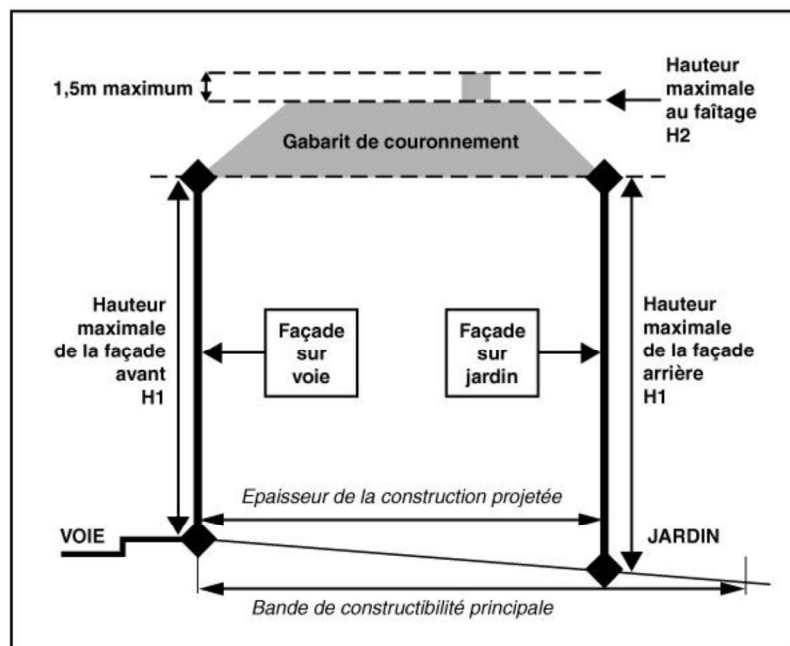 1,5m maximum
Hauteur
maximale
au faîtage
H2
Gabarit de couronnement
Hauteur
maximale
de la façade
avant
H1
Façade
sur
voie
Façade
sur
jardin
Hauteur
maximale
de la façade
arrière
H1
Epaisseur de la construction projetée
VOIE
JARDIN
Bande de constructibilité principale